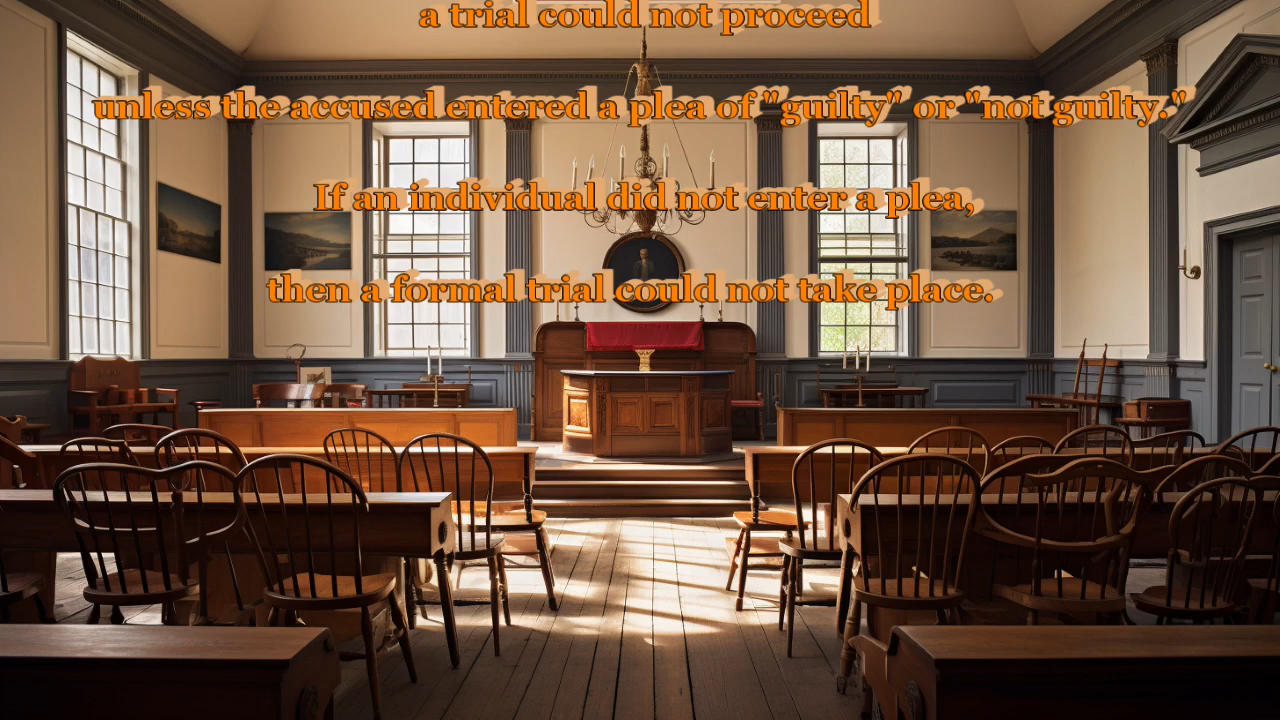 a trial could not proceed
unless the accused entered a plea of "guilty" or "not guilty."
If an individual did not enter a plea,
then a formal trial could not take place.